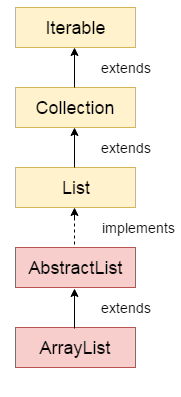 Iterable
extends
Collection
extends
List
implements
AbstractList
extends
ArrayList